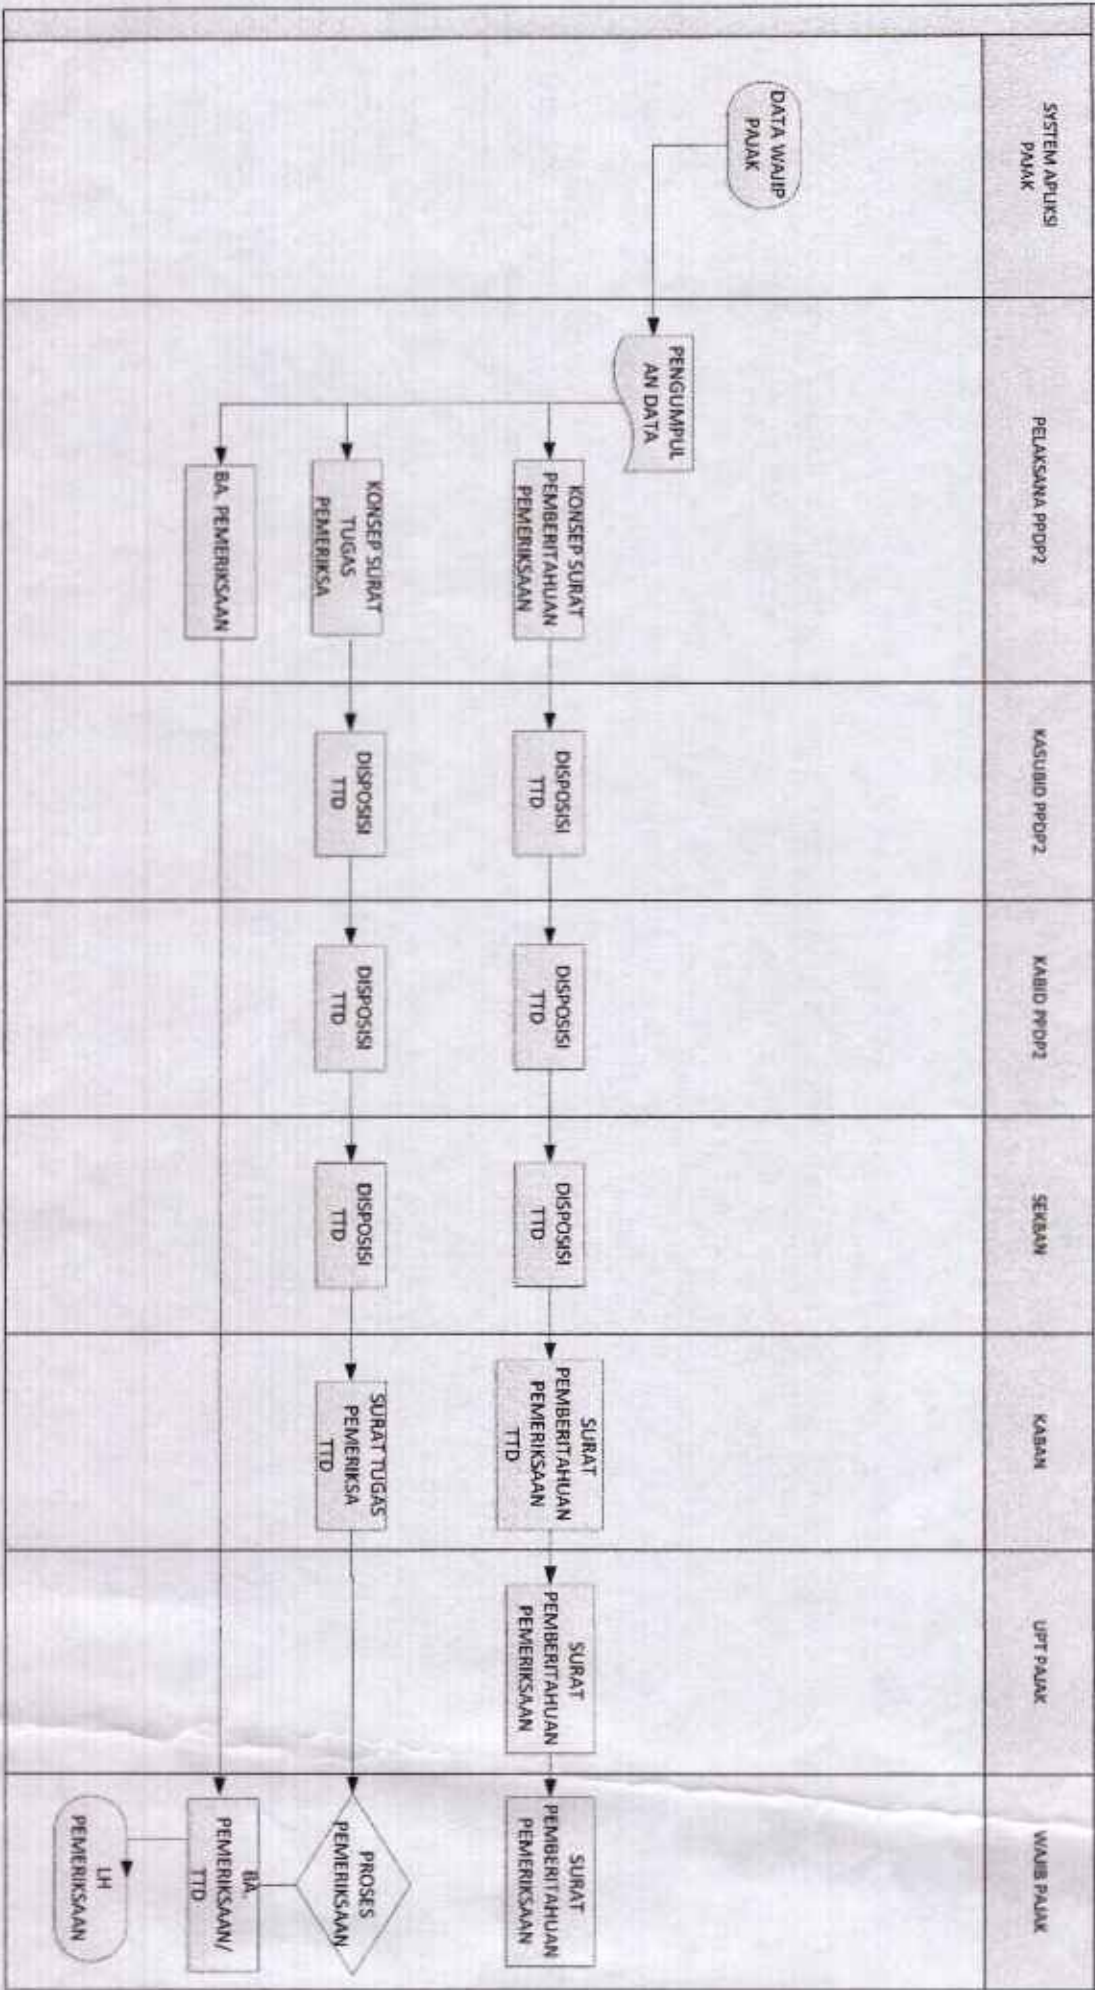 SYSTEM APLIKSI
PAJAK
PELAKSANA PPDP2
KASUBID PPDP2
KABID PPDP2
SEKBAN
KABAN
UPT PAJAK
WAJIB PAJAK
DATA WAJIP
PAJAK
PENGUMPUL
AN DATA
KONSEP SURAT
PEMBERITAHUAN
PEMERIKSAAN
DISPOSISI
TTD
DISPOSISI
TTD
DISPOSISI
TTD
SURAT
PEMBERITAHUAN
PEMERIKSAAN
TTD
SURAT
PEMBERITAHUAN
PEMERIKSAAN
SURAT
PEMBERITAHUAN
PEMERIKSAAN
KONSEP SURAT
TUGAS
PEMERIKSA
DISPOSISI
TTD
DISPOSISI
TTD
DISPOSISI
TTD
SURAT TUGAS
PEMERIKSA
TTD
PROSES
PEMERIKSAAN
BA. PEMERIKSAAN
BA.
PEMERIKSAAN/
TTD
LH
PEMERIKSAAN